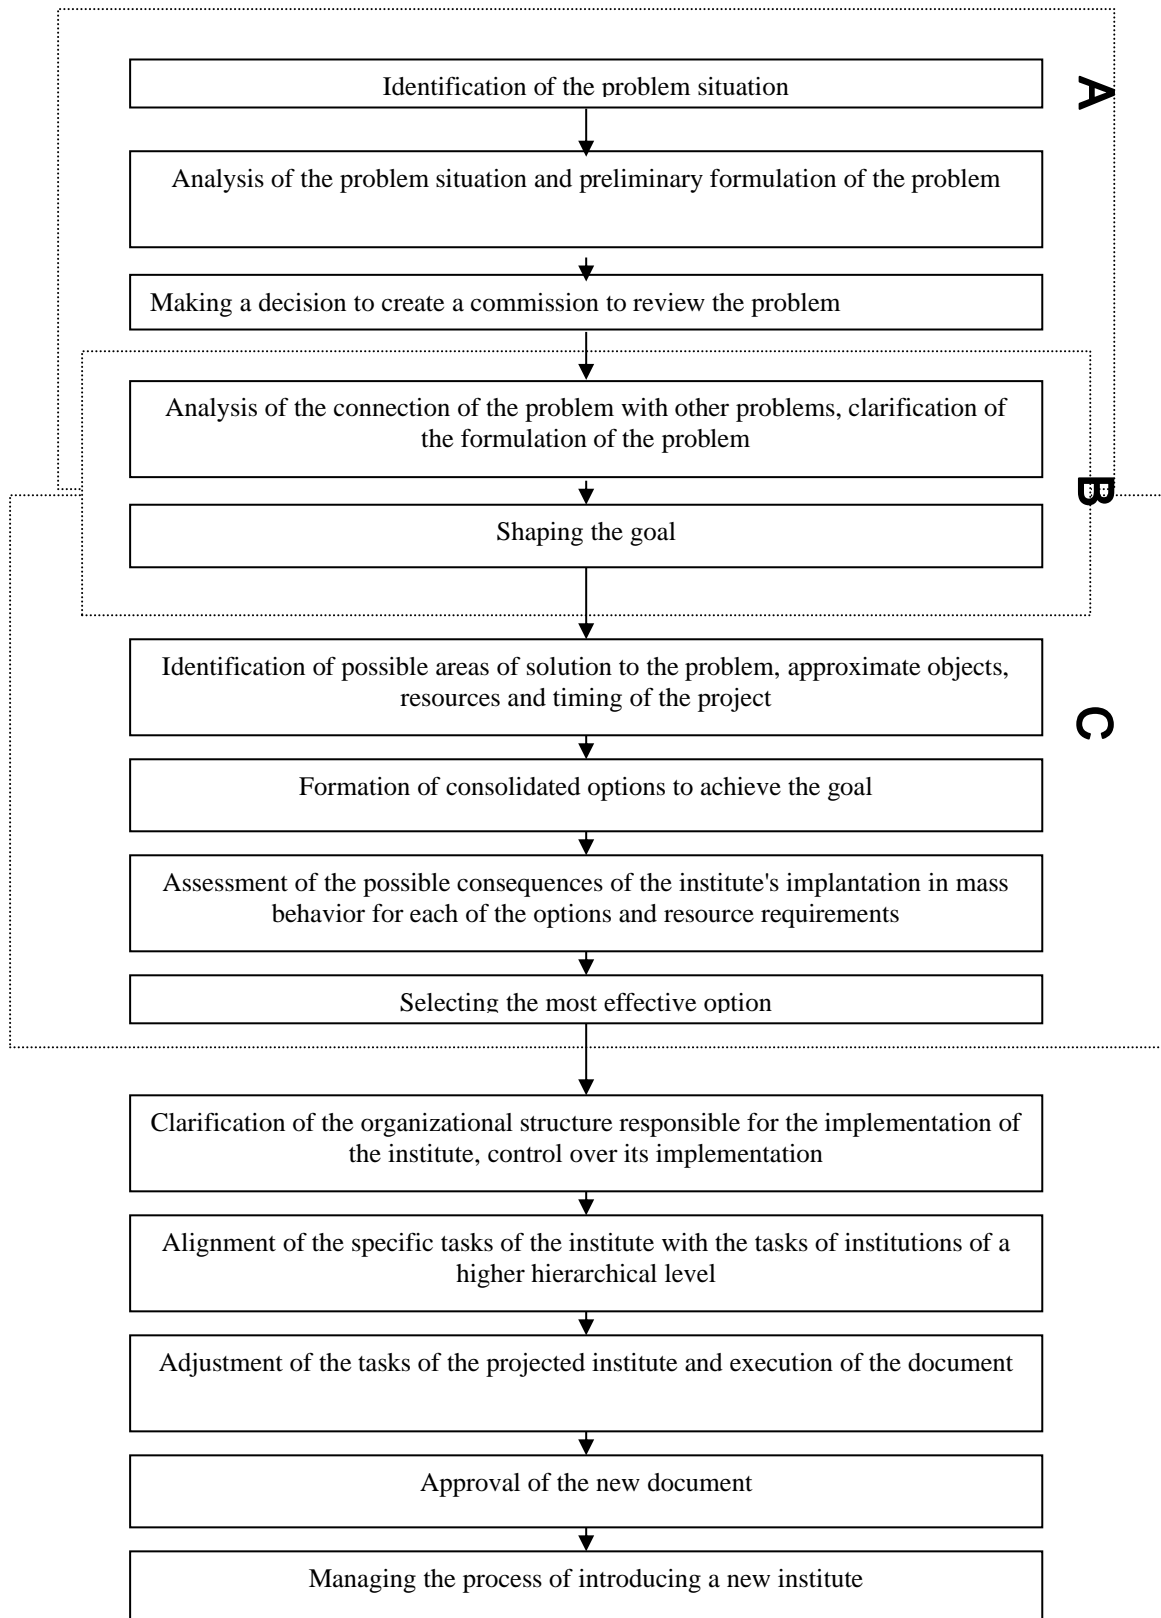 Identification of the problem situation
A
Analysis of the problem situation and preliminary formulation of the problem
Making a decision to create a commission to review the problem
Analysis of the connection of the problem with other problems, clarification of
the formulation of the problem
B
Shaping the goal
Identification of possible areas of solution to the problem, approximate objects,
resources and timing of the project
C
Formation of consolidated options to achieve the goal
Assessment of the possible consequences of the institute's implantation in mass
behavior for each of the options and resource requirements
Selecting the most effective option
Clarification of the organizational structure responsible for the implementation of
the institute, control over its implementation
Alignment of the specific tasks of the institute with the tasks of institutions of a
higher hierarchical level
Adjustment of the tasks of the projected institute and execution of the document
Approval of the new document
Managing the process of introducing a new institute